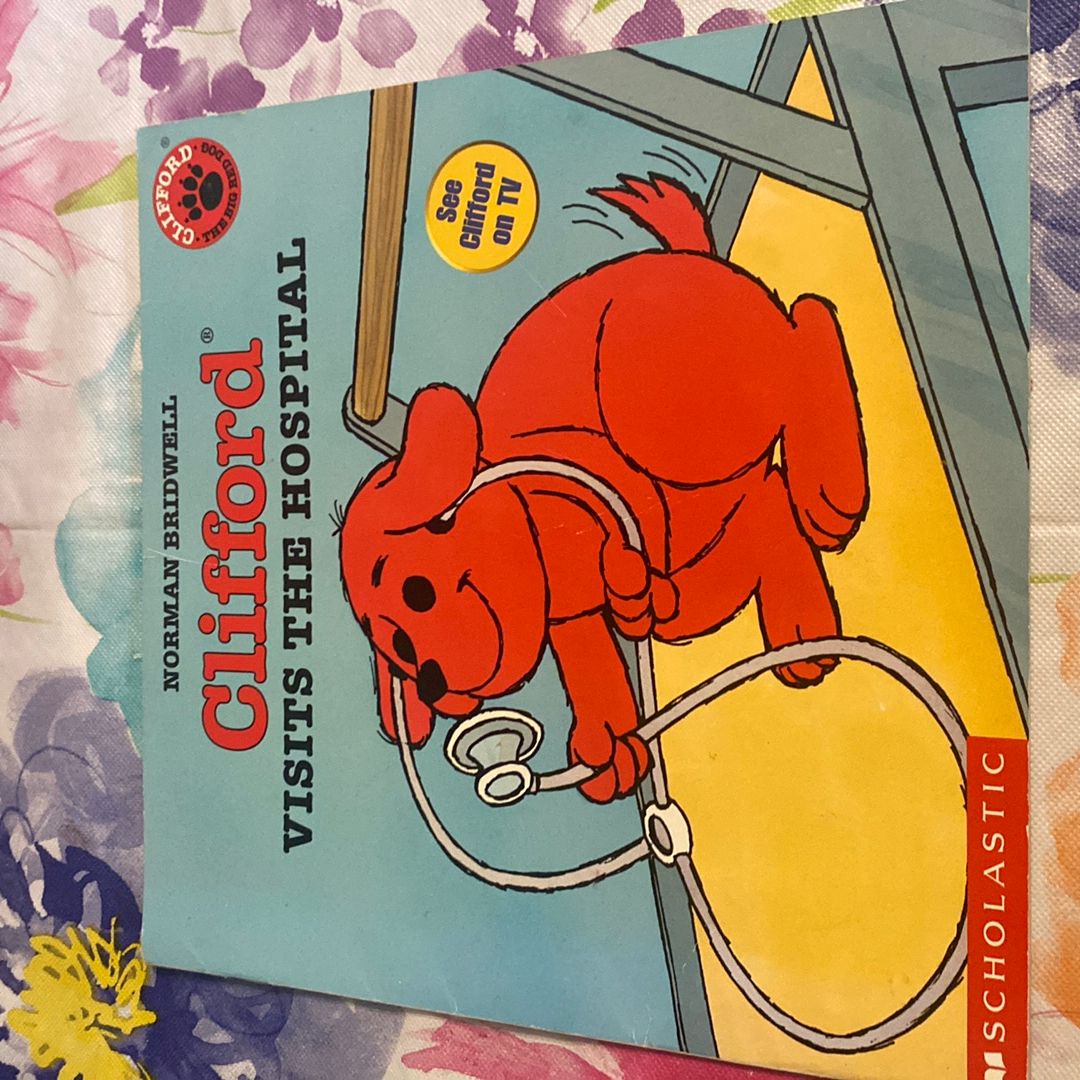 NORMAN BRIDWELL
Clifford®
VISITS THE HOSPITAL
CLIFFORD · THE BIG RED DOG ·®
See
Clifford
on TV
SCHOLASTIC